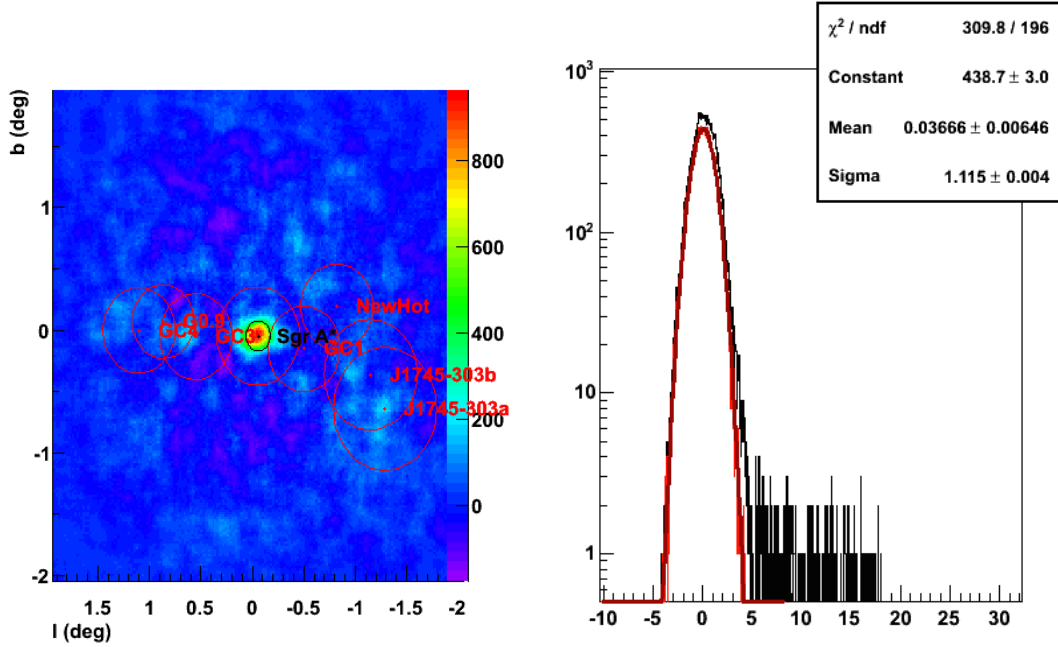 b (deg)
1
0
-1
-2
1.5 1 0.5 0 -0.5 -1 -1.5 -2
l (deg)
800
600
400
200
0
NewHot
G0.9
GC4
GC3
Sgr A*
GC1
J1745-303b
J1745-303a
χ² / ndf 309.8 / 196
Constant 438.7 ± 3.0
Mean 0.03666 ± 0.00646
Sigma 1.115 ± 0.004
10³
10²
10
1
-10 -5 0 5 10 15 20 25 30